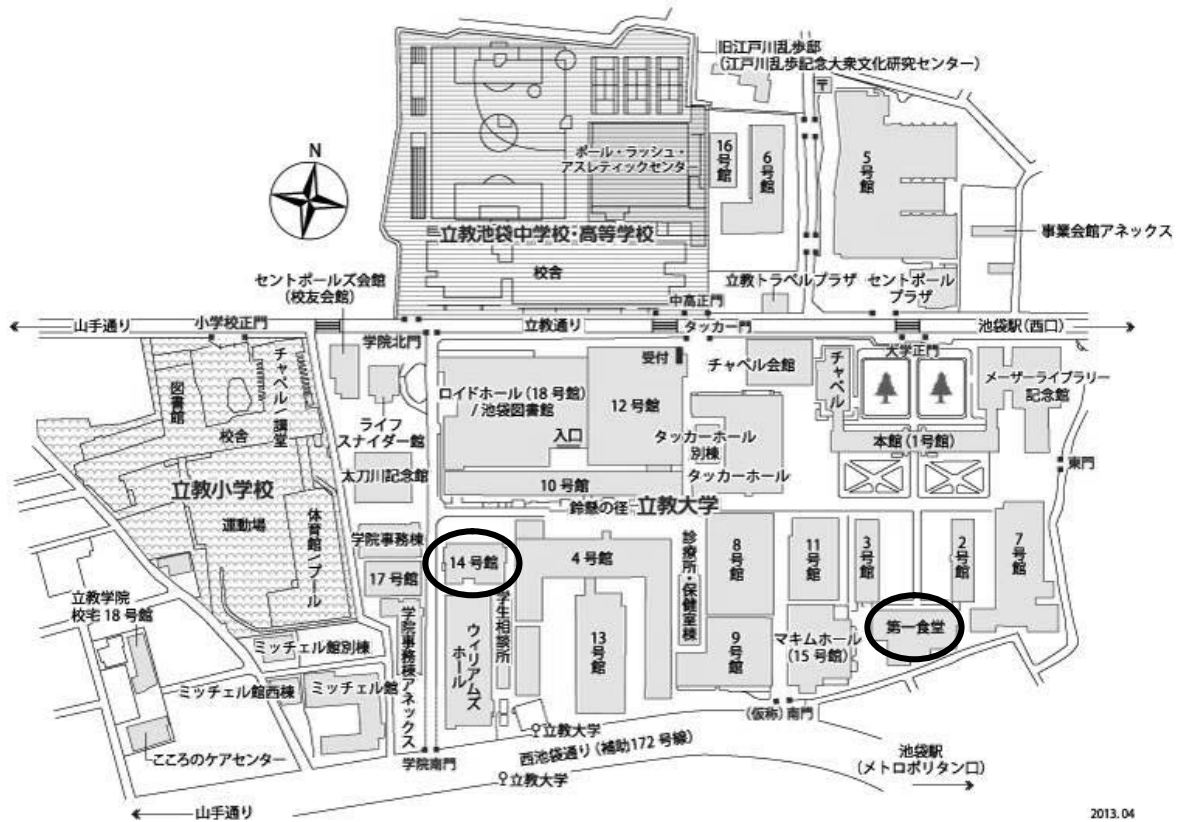 旧江戸川乱歩邸
（江戸川乱歩記念大衆文化研究センター）
〒
N
ポール・ラッシュ・
アスレティックセンター
16号館
6号館
5号館
立教池袋中学校・高等学校
事業会館アネックス
校舎
セントポールズ会館
（校友会館）
立教トラベルプラザ
セントポール
プラザ
中高正門
山手通り
小学校正門
立教通り
タッカー門
池袋駅（西口）
学院北門
受付
大学正門
チャペル会館
チャペル
メーザーライブラリー
記念館
図書館
チャペル/講堂
校舎
ロイドホール（18号館）
/池袋図書館
12号館
入口
ライフ
スナイダー館
タッカーホール
別棟
タッカーホール
本館（1号館）
東門
太刀川記念館
10号館
立教小学校
鈴懸の径
立教大学
運動場
体育館/プール
学院事務棟
14号館
4号館
診療所・保健室棟
8号館
11号館
3号館
2号館
7号館
17号館
立教学院
校宅18号館
学院事務棟アネックス
ウィリアムズ
ホール
学生相談所
13号館
9号館
マキムホール
（15号館）
第一食堂
ミッチェル館別棟
ミッチェル館西棟
ミッチェル館
（仮称）南門
立教大学
こころのケアセンター
学院南門
西池袋通り（補助172号線）
立教大学
池袋駅
（メトロポリタン口）
山手通り
2013.04